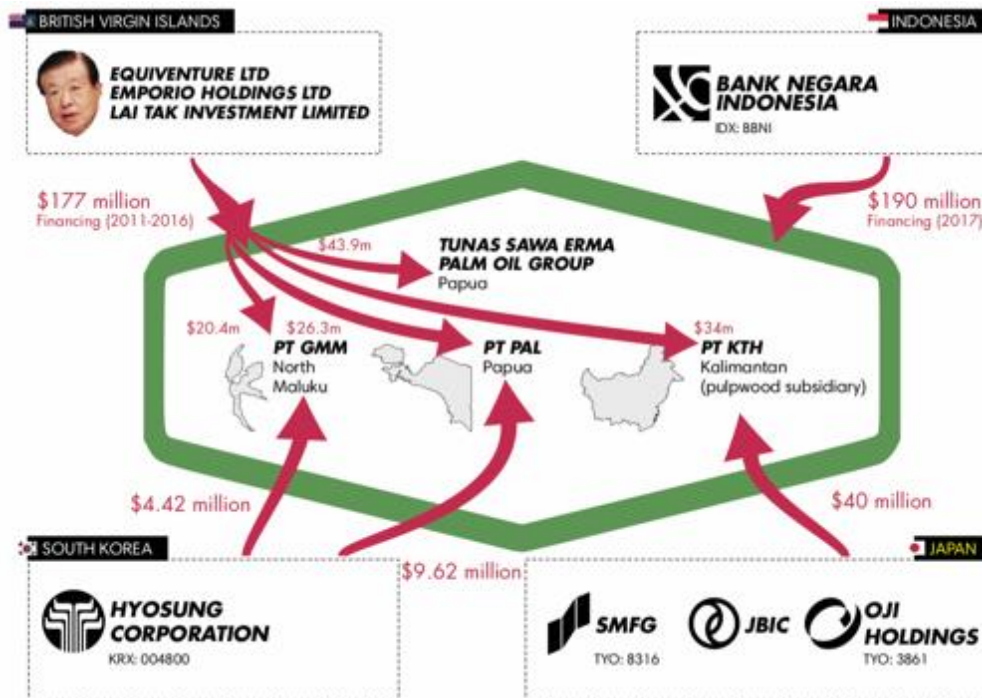 BRITISH VIRGIN ISLANDS
EQUIVENTURE LTD
EMPORIO HOLDINGS LTD
LAI TAK INVESTMENT LIMITED
INDONESIA
BANK NEGARA
INDONESIA
IDX: BBNI
$177 million
Financing (2011-2016)
$190 million
Financing (2017)
$43.9m
TUNAS SAWA ERMA
PALM OIL GROUP
Papua
$20.4m
PT GMM
North
Maluku
$26.3m
PT PAL
Papua
$34m
PT KTH
Kalimantan
(pulpwood subsidiary)
$4.42 million
$9.62 million
$40 million
SOUTH KOREA
HYOSUNG
CORPORATION
KRX: 004800
JAPAN
SMFG
TYO: 8316
JBIC
OJI
HOLDINGS
TYO: 3861